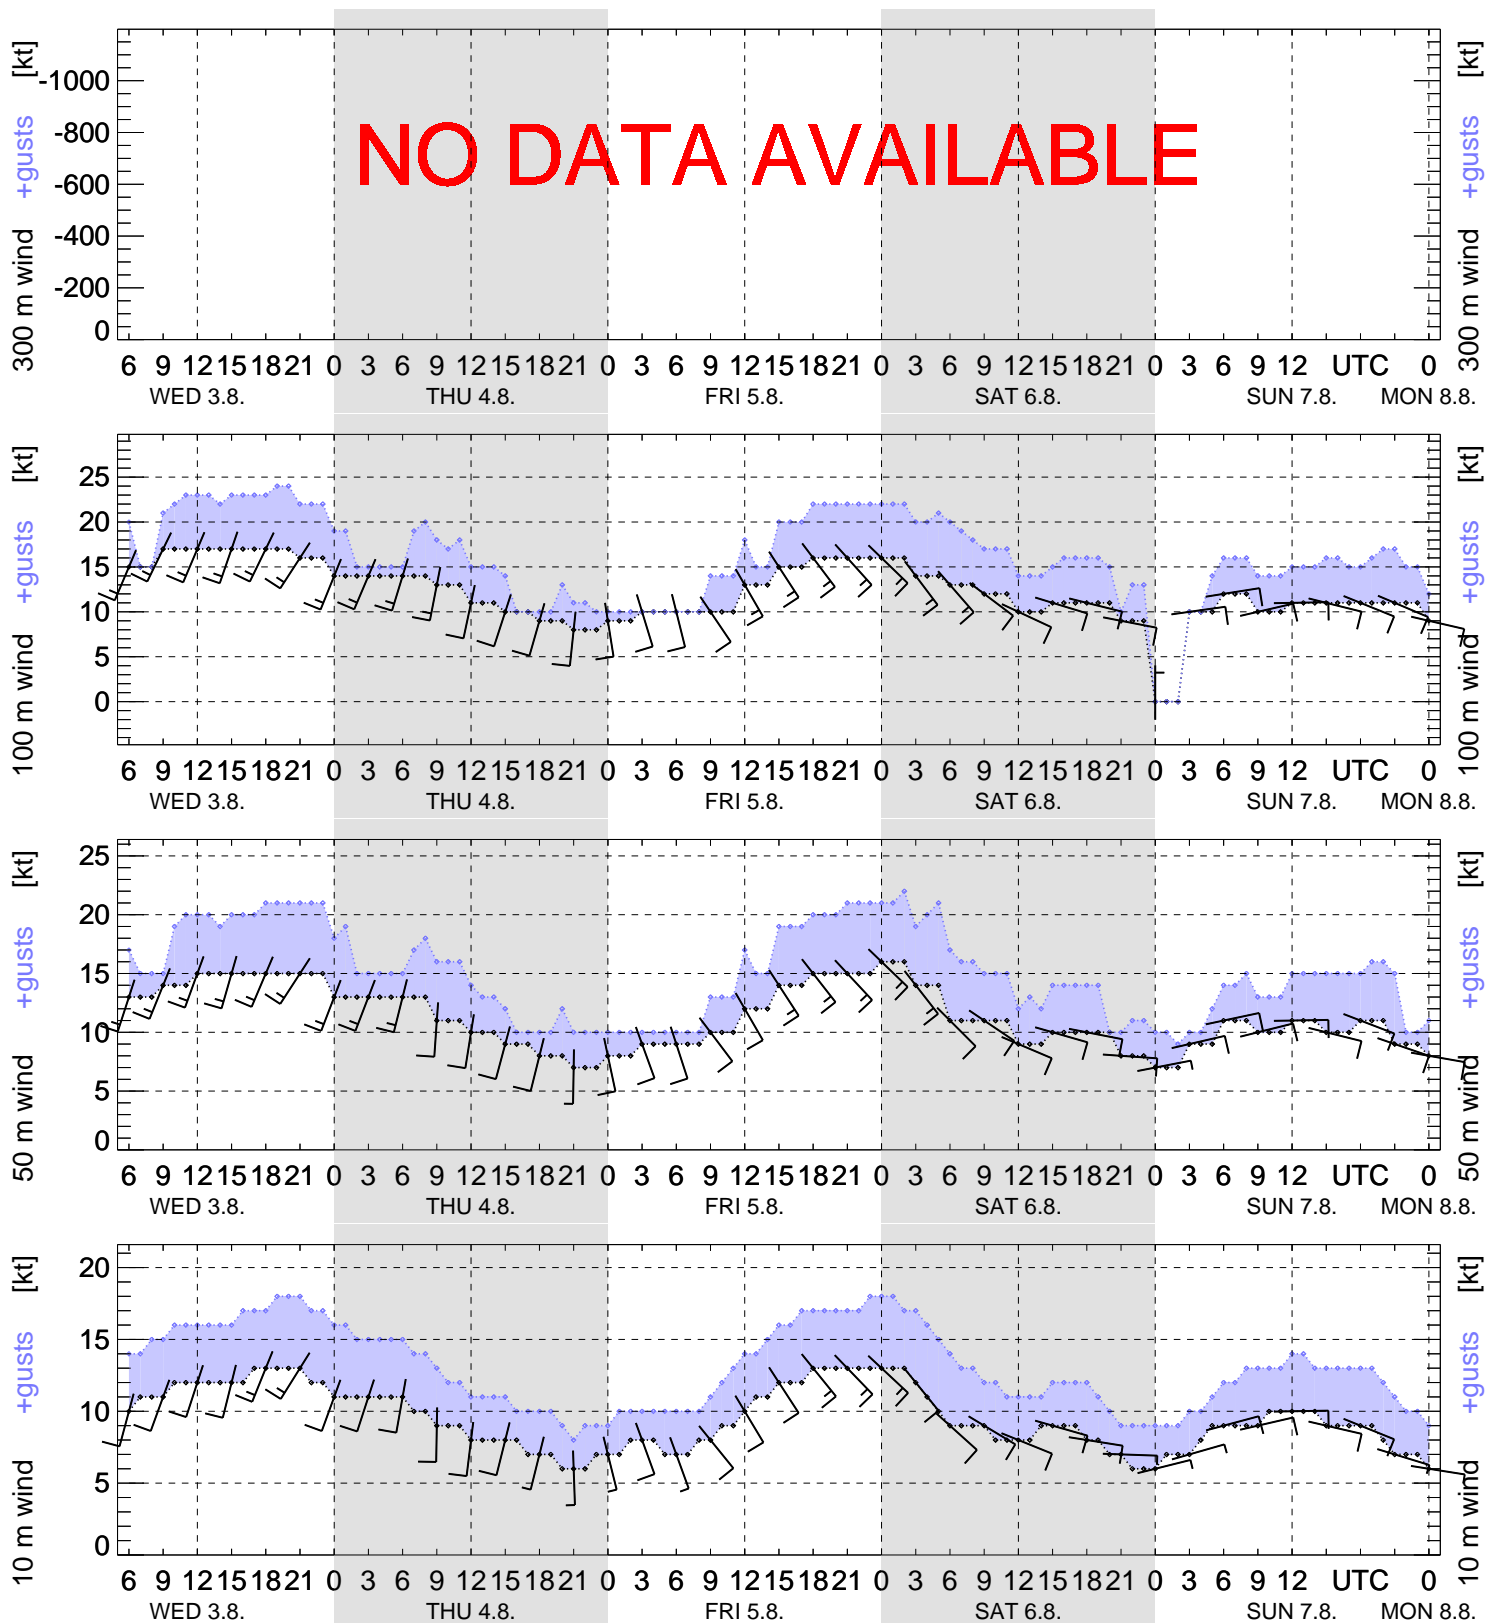 300 m wind +gusts [kt]
-1000
-800
-600
-400
-200
0
NO DATA AVAILABLE
300 m wind +gusts [kt]
6 9 12 15 18 21 0 3 6 9 12 15 18 21 0 3 6 9 12 15 18 21 0 3 6 9 12 15 18 21 0 3 6 9 12 UTC 0
WED 3.8. THU 4.8. FRI 5.8. SAT 6.8. SUN 7.8. MON 8.8.
100 m wind +gusts [kt]
25
20
15
10
5
0
100 m wind +gusts [kt]
6 9 12 15 18 21 0 3 6 9 12 15 18 21 0 3 6 9 12 15 18 21 0 3 6 9 12 15 18 21 0 3 6 9 12 UTC 0
WED 3.8. THU 4.8. FRI 5.8. SAT 6.8. SUN 7.8. MON 8.8.
50 m wind +gusts [kt]
25
20
15
10
5
0
50 m wind +gusts [kt]
6 9 12 15 18 21 0 3 6 9 12 15 18 21 0 3 6 9 12 15 18 21 0 3 6 9 12 15 18 21 0 3 6 9 12 UTC 0
WED 3.8. THU 4.8. FRI 5.8. SAT 6.8. SUN 7.8. MON 8.8.
10 m wind +gusts [kt]
20
15
10
5
0
10 m wind +gusts [kt]
6 9 12 15 18 21 0 3 6 9 12 15 18 21 0 3 6 9 12 15 18 21 0 3 6 9 12 15 18 21 0 3 6 9 12 UTC 0
WED 3.8. THU 4.8. FRI 5.8. SAT 6.8. SUN 7.8. MON 8.8.